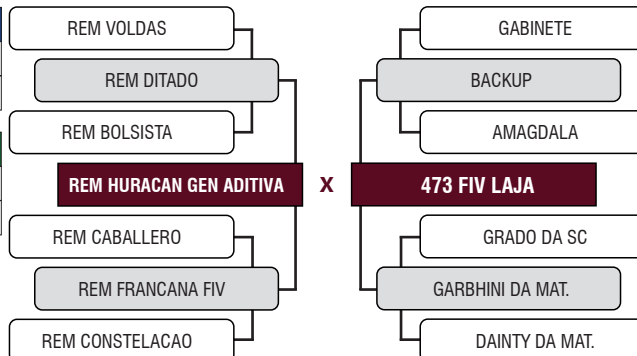 REM VOLDAS
GABINETE
REM DITADO
BACKUP
REM BOLSISTA
AMAGDALA
REM HURACAN GEN ADITIVA
X
473 FIV LAJA
REM CABALLERO
GRADO DA SC
REM FRANCANA FIV
GARBHINI DA MAT.
REM CONSTELACAO
DAINTY DA MAT.